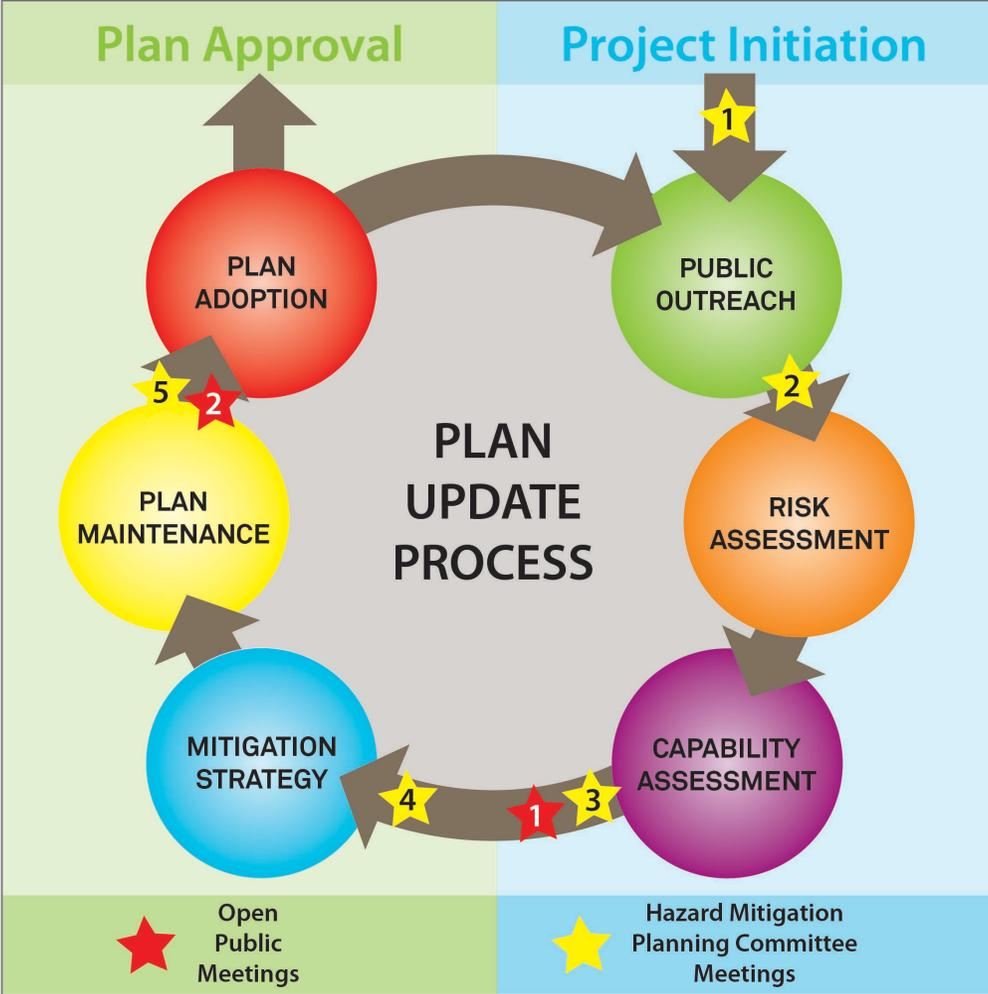 Plan Approval
Project Initiation
1
PLAN
ADOPTION
PUBLIC
OUTREACH
5
2
2
PLAN
UPDATE
PROCESS
PLAN
MAINTENANCE
RISK
ASSESSMENT
MITIGATION
STRATEGY
CAPABILITY
ASSESSMENT
4
1
3
Open
Public
Meetings
Hazard Mitigation
Planning Committee
Meetings